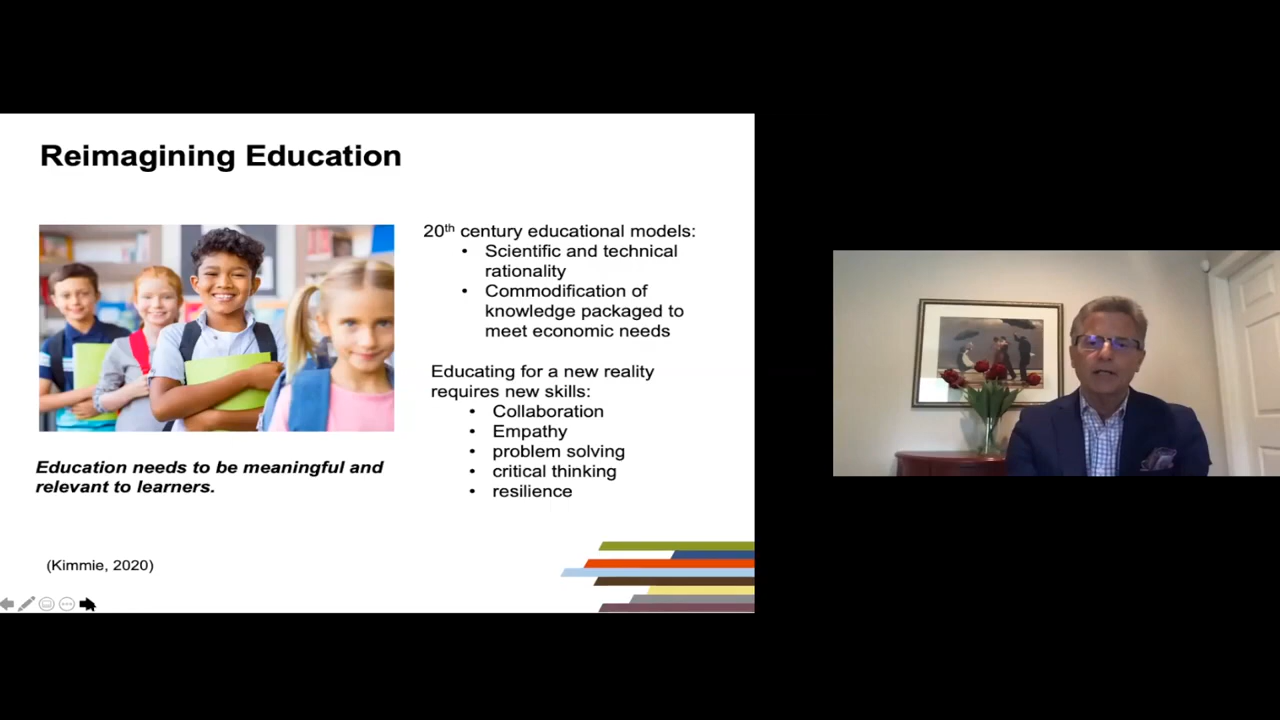 Reimagining Education
20th century educational models:
• Scientific and technical
rationality
• Commodification of
knowledge packaged to
meet economic needs
Educating for a new reality
requires new skills:
• Collaboration
• Empathy
• problem solving
• critical thinking
• resilience
Education needs to be meaningful and
relevant to learners.
(Kimmie, 2020)